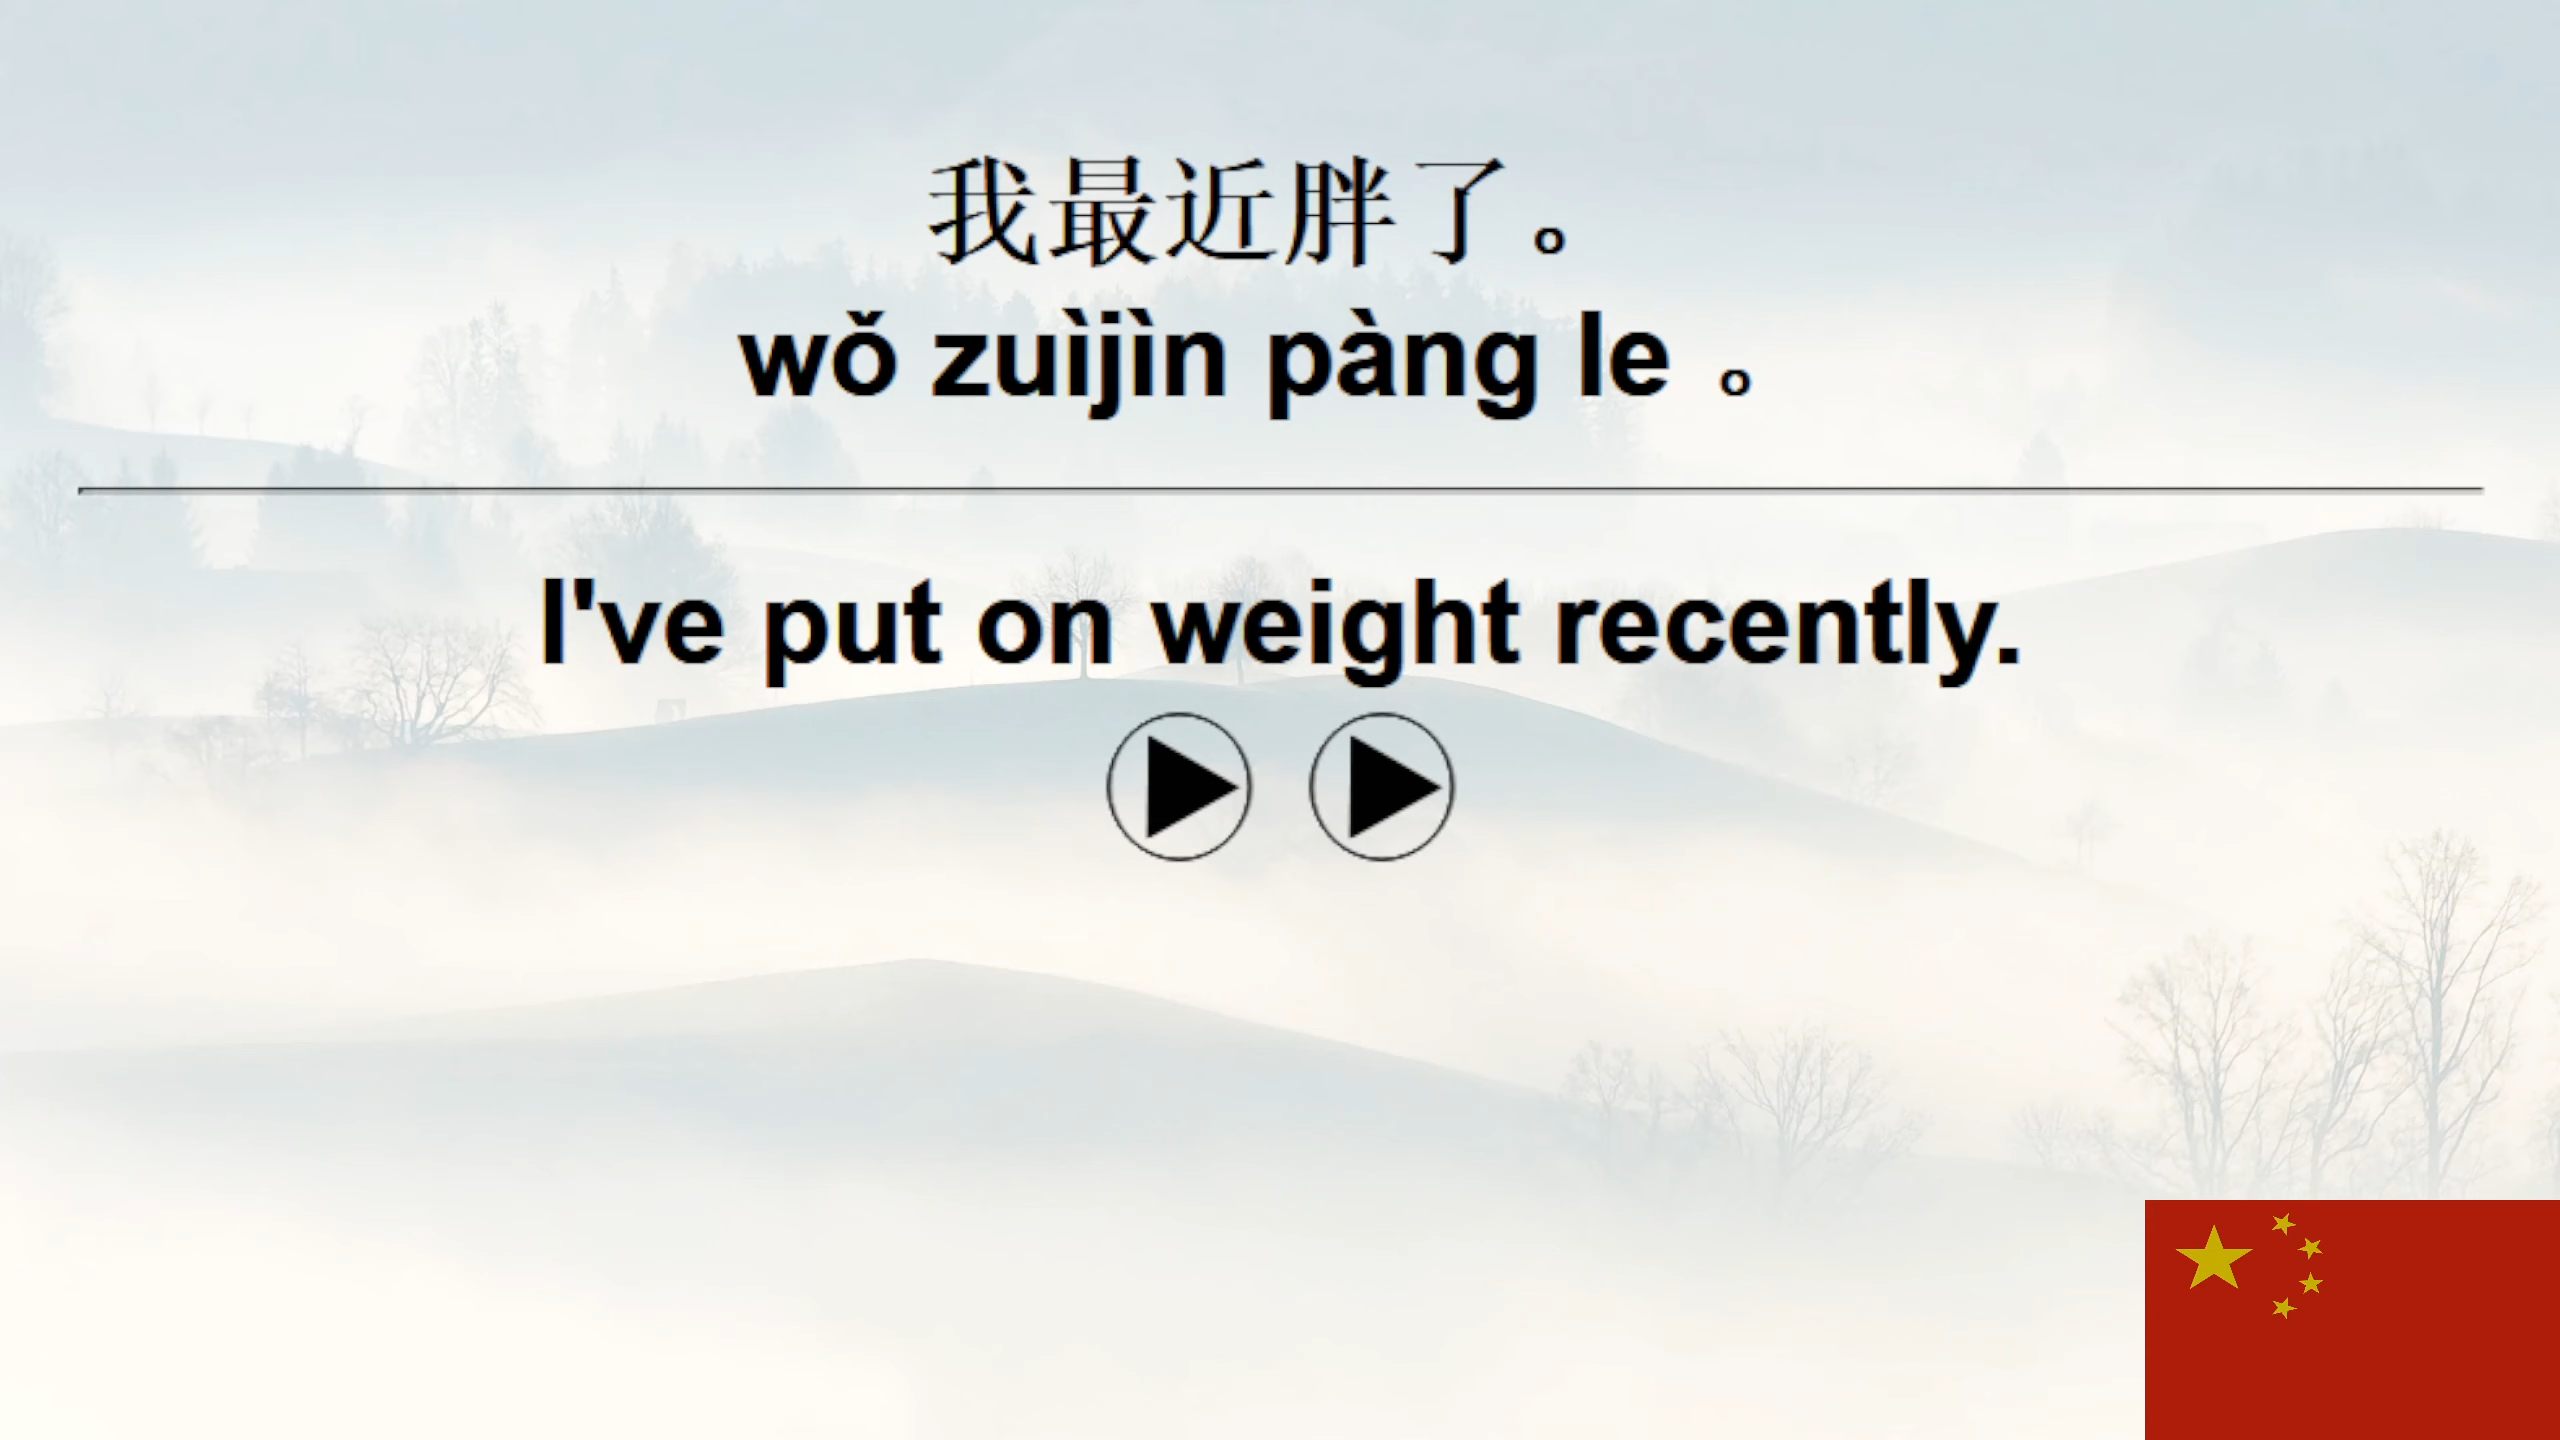 我最近胖了。
wǒ zuìjìn pàng le 。
I've put on weight recently.